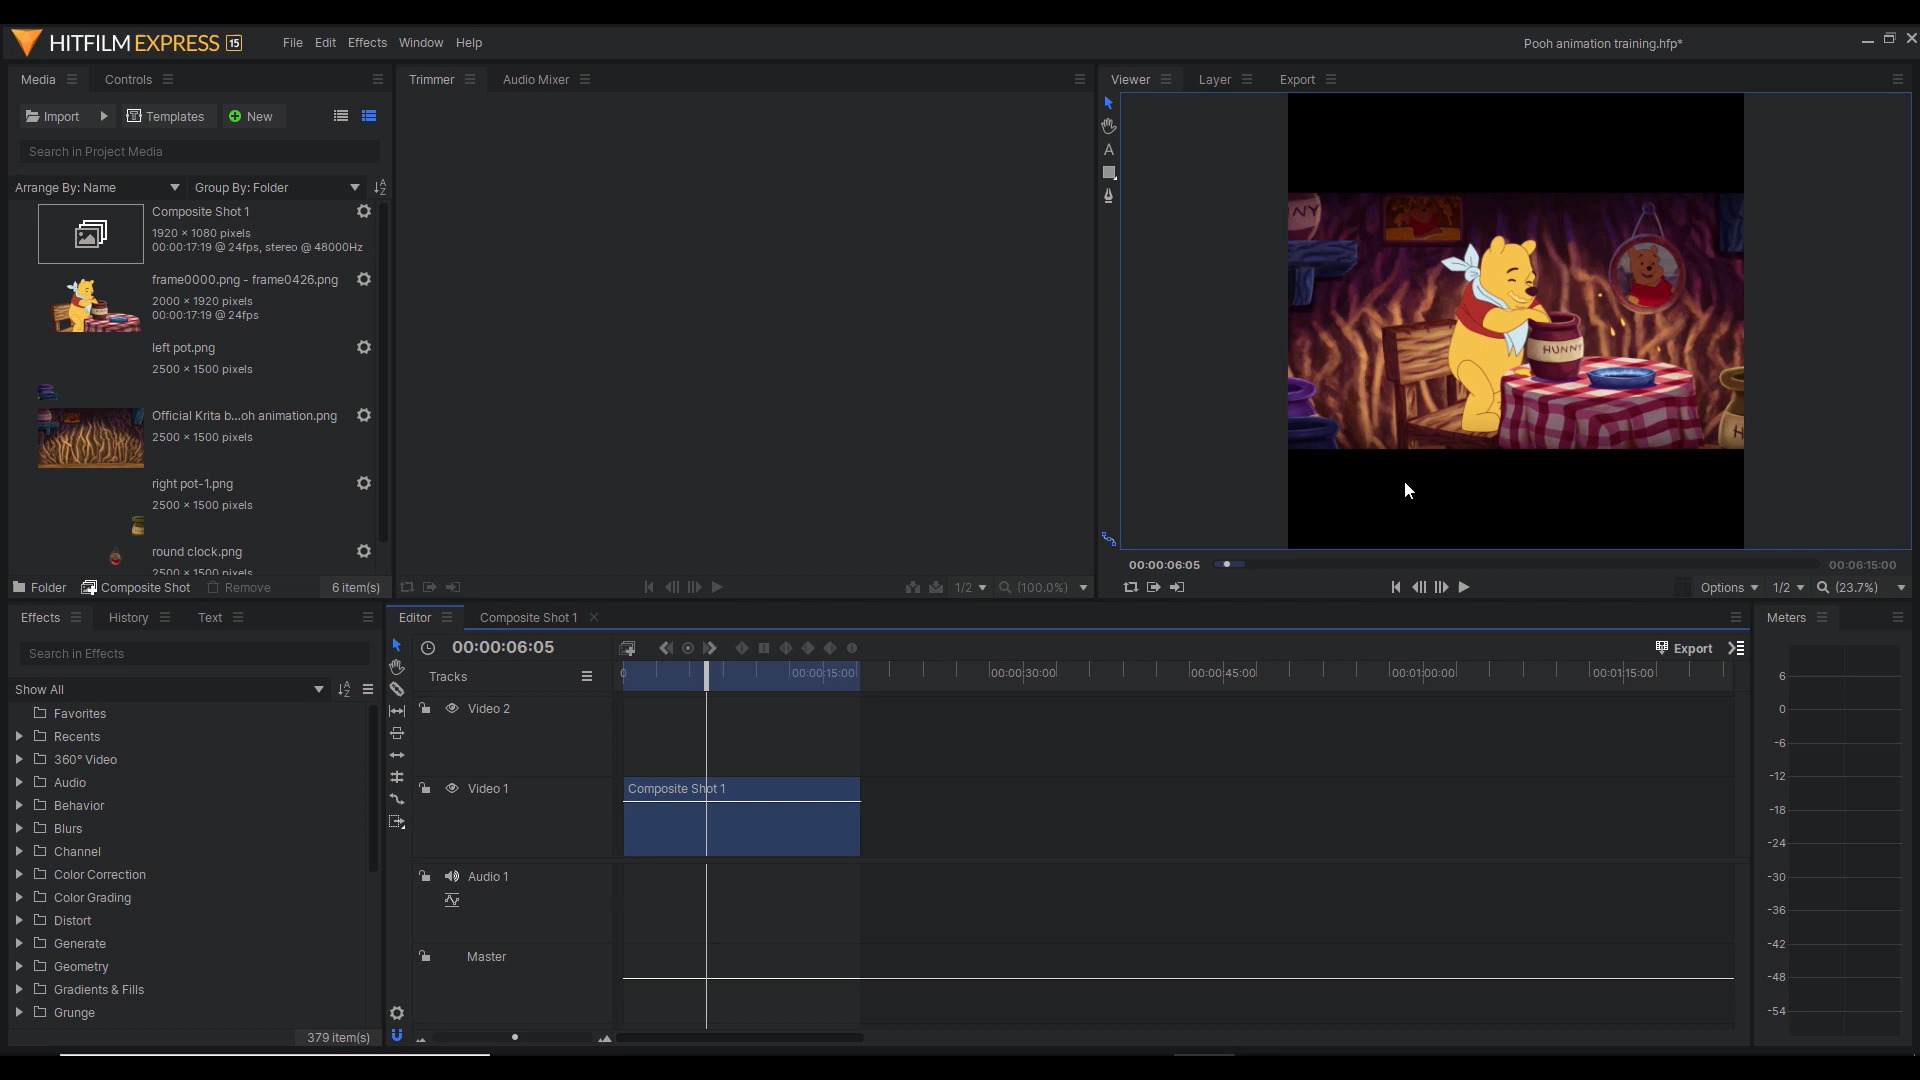 HITFILM EXPRESS 15
File Edit Effects Window Help
Pooh animation training.hfp*
Media Controls
Import Templates New
Search in Project Media
Arrange By: Name Group By: Folder
Composite Shot 1
1920 × 1080 pixels
00:00:17:19 @ 24fps, stereo @ 48000Hz
frame0000.png - frame0426.png
2000 × 1920 pixels
00:00:17:19 @ 24fps
left pot.png
2500 × 1500 pixels
Official Krita b...oh animation.png
2500 × 1500 pixels
right pot-1.png
2500 × 1500 pixels
round clock.png
2500 × 1500 pixels
Folder Composite Shot Remove 6 item(s)
Trimmer Audio Mixer
1/2 (100.0%)
Viewer Layer Export
A
NY
HUNNY
H
00:00:06:05 00:06:15:00
Options 1/2 (23.7%)
Effects History Text
Search in Effects
Show All
Favorites
Recents
360° Video
Audio
Behavior
Blurs
Channel
Color Correction
Color Grading
Distort
Generate
Geometry
Gradients & Fills
Grunge
379 item(s)
Editor Composite Shot 1
00:00:06:05
Export
Tracks
0 00:00:15:00 00:00:30:00 00:00:45:00 00:01:00:00 00:01:15:00
Video 2
Video 1
Composite Shot 1
Audio 1
Master
Meters
6
0
-6
-12
-18
-24
-30
-36
-42
-48
-54